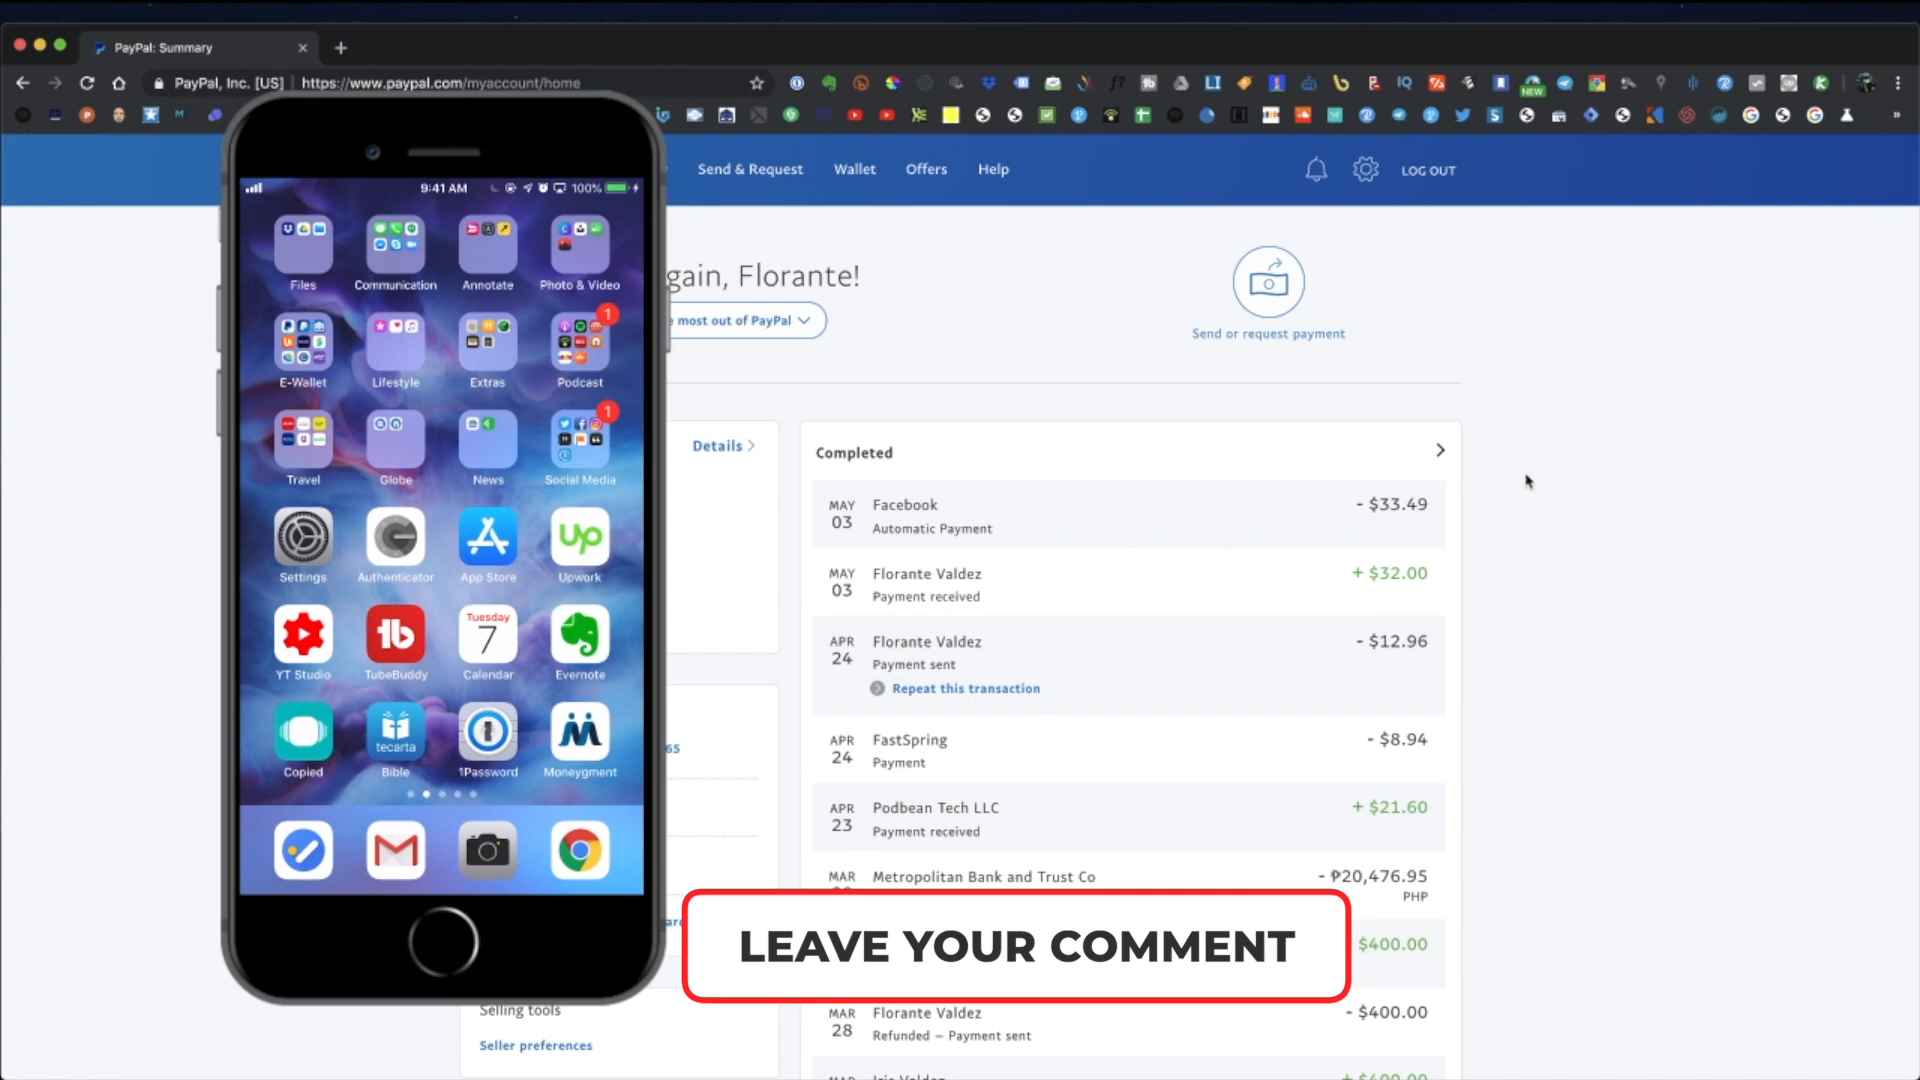 PayPal: Summary
PayPal, Inc. [US]
https://www.paypal.com/myaccount/home
NEW
Send & Request
Wallet
Offers
Help
LOG OUT
9:41 AM
100%
gain, Florante!
most out of PayPal
Send or request payment
Files
Communication
Annotate
Photo & Video
1
E-Wallet
Lifestyle
Extras
Podcast
1
Travel
Globe
News
Social Media
Settings
Authenticator
App Store
Up
Upwork
Tuesday
7
YT Studio
TubeBuddy
Calendar
Evernote
tecarta
Copied
Bible
1Password
Moneygment
Details
Completed
MAY 03
Facebook
- $33.49
Automatic Payment
MAY 03
Florante Valdez
+ $32.00
Payment received
APR 24
Florante Valdez
- $12.96
Payment sent
Repeat this transaction
APR 24
FastSpring
- $8.94
Payment
APR 23
Podbean Tech LLC
+ $21.60
Payment received
MAR
Metropolitan Bank and Trust Co
- ₱20,476.95
PHP
$400.00
LEAVE YOUR COMMENT
MAR 28
Florante Valdez
- $400.00
Refunded – Payment sent
Selling tools
Seller preferences